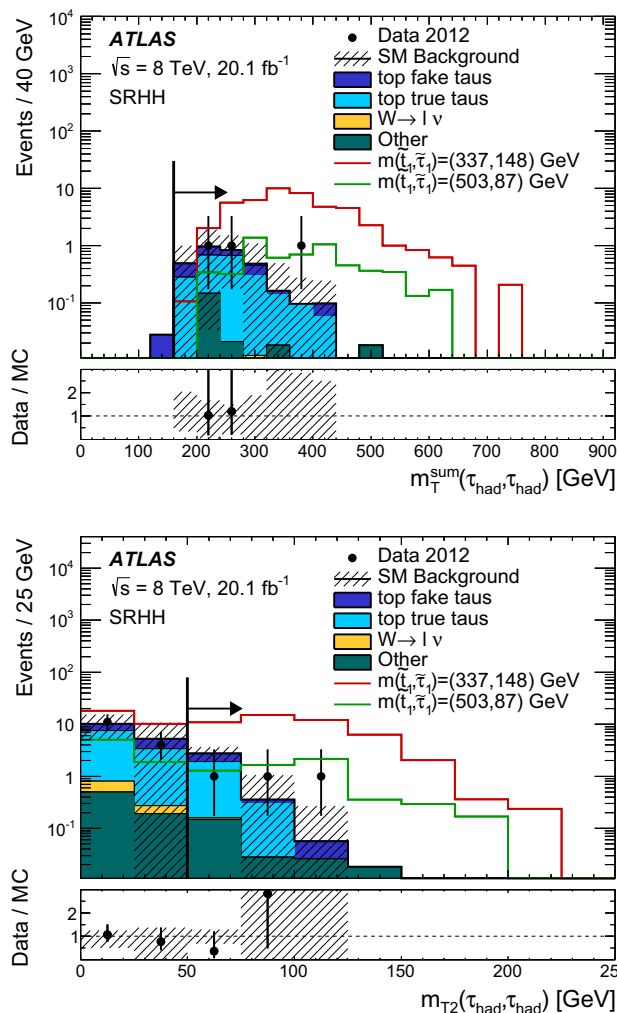 ATLAS
√s = 8 TeV, 20.1 fb⁻¹
SRHH
Data 2012
SM Background
top fake taus
top true taus
W→ l ν
Other
m(t̃₁,τ̃₁)=(337,148) GeV
m(t̃₁,τ̃₁)=(503,87) GeV
Events / 40 GeV
10⁴
10³
10²
10
1
10⁻¹
Data / MC
2
1
0 100 200 300 400 500 600 700 800 900
m_T^sum(τ_had,τ_had) [GeV]
ATLAS
√s = 8 TeV, 20.1 fb⁻¹
SRHH
Data 2012
SM Background
top fake taus
top true taus
W→ l ν
Other
m(t̃₁,τ̃₁)=(337,148) GeV
m(t̃₁,τ̃₁)=(503,87) GeV
Events / 25 GeV
10⁴
10³
10²
10
1
10⁻¹
Data / MC
2
1
0 50 100 150 200 250
m_T2(τ_had,τ_had) [GeV]